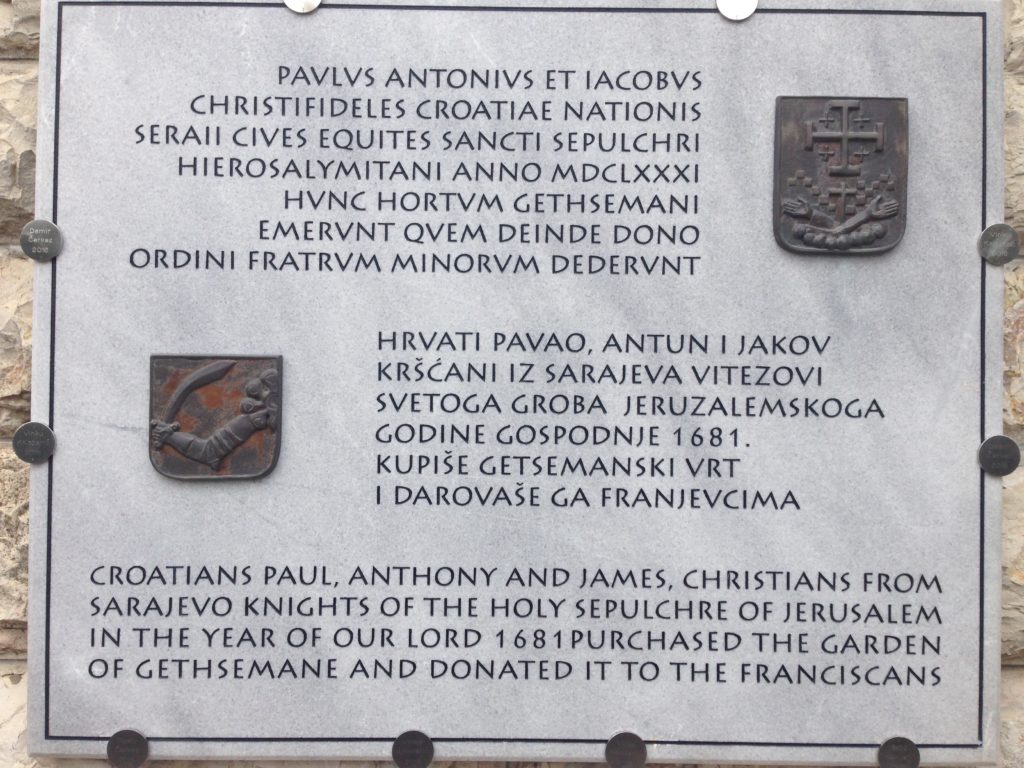 PAVLVS ANTONIVS ET IACOBVS
CHRISTIFIDELES CROATIAE NATIONIS
SERAII CIVES EQUITES SANCTI SEPULCHRI
HIEROSALYMITANI ANNO MDCLXXXI
HVNC HORTVM GETHSEMANI
EMERVNT QVEM DEINDE DONO
ORDINI FRATRVM MINORVM DEDERVNT
HRVATI PAVAO, ANTUN I JAKOV
KRŠĆANI IZ SARAJEVA VITEZOVI
SVETOGA GROBA JERUZALEMSKOGA
GODINE GOSPODNJE 1681.
KUPIŠE GETSEMANSKI VRT
I DAROVAŠE GA FRANJEVCIMA
CROATIANS PAUL, ANTHONY AND JAMES, CHRISTIANS FROM
SARAJEVO KNIGHTS OF THE HOLY SEPULCHRE OF JERUSALEM
IN THE YEAR OF OUR LORD 1681PURCHASED THE GARDEN
OF GETHSEMANE AND DONATED IT TO THE FRANCISCANS
Damir